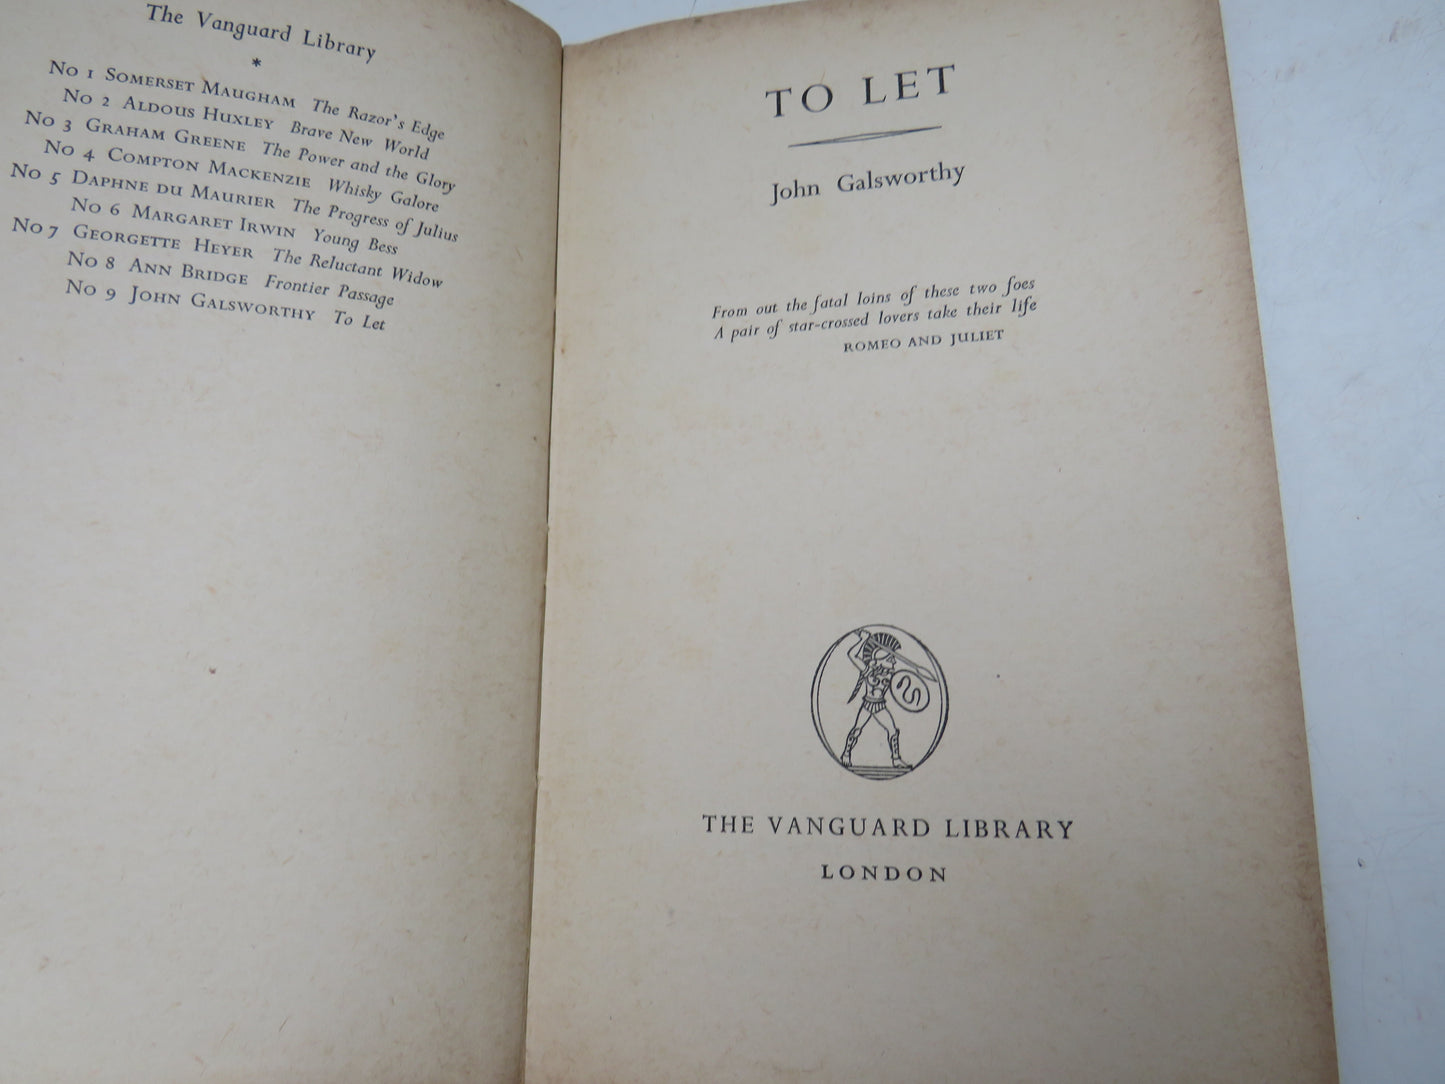 The Vanguard Library
*
No 1 Somerset Maugham The Razor's Edge
No 2 Aldous Huxley Brave New World
No 3 Graham Greene The Power and the Glory
No 4 Compton Mackenzie Whisky Galore
No 5 Daphne du Maurier The Progress of Julius
No 6 Margaret Irwin Young Bess
No 7 Georgette Heyer The Reluctant Widow
No 8 Ann Bridge Frontier Passage
No 9 John Galsworthy To Let
TO LET
John Galsworthy
From out the fatal loins of these two foes
A pair of star-crossed lovers take their life
ROMEO AND JULIET
THE VANGUARD LIBRARY
LONDON